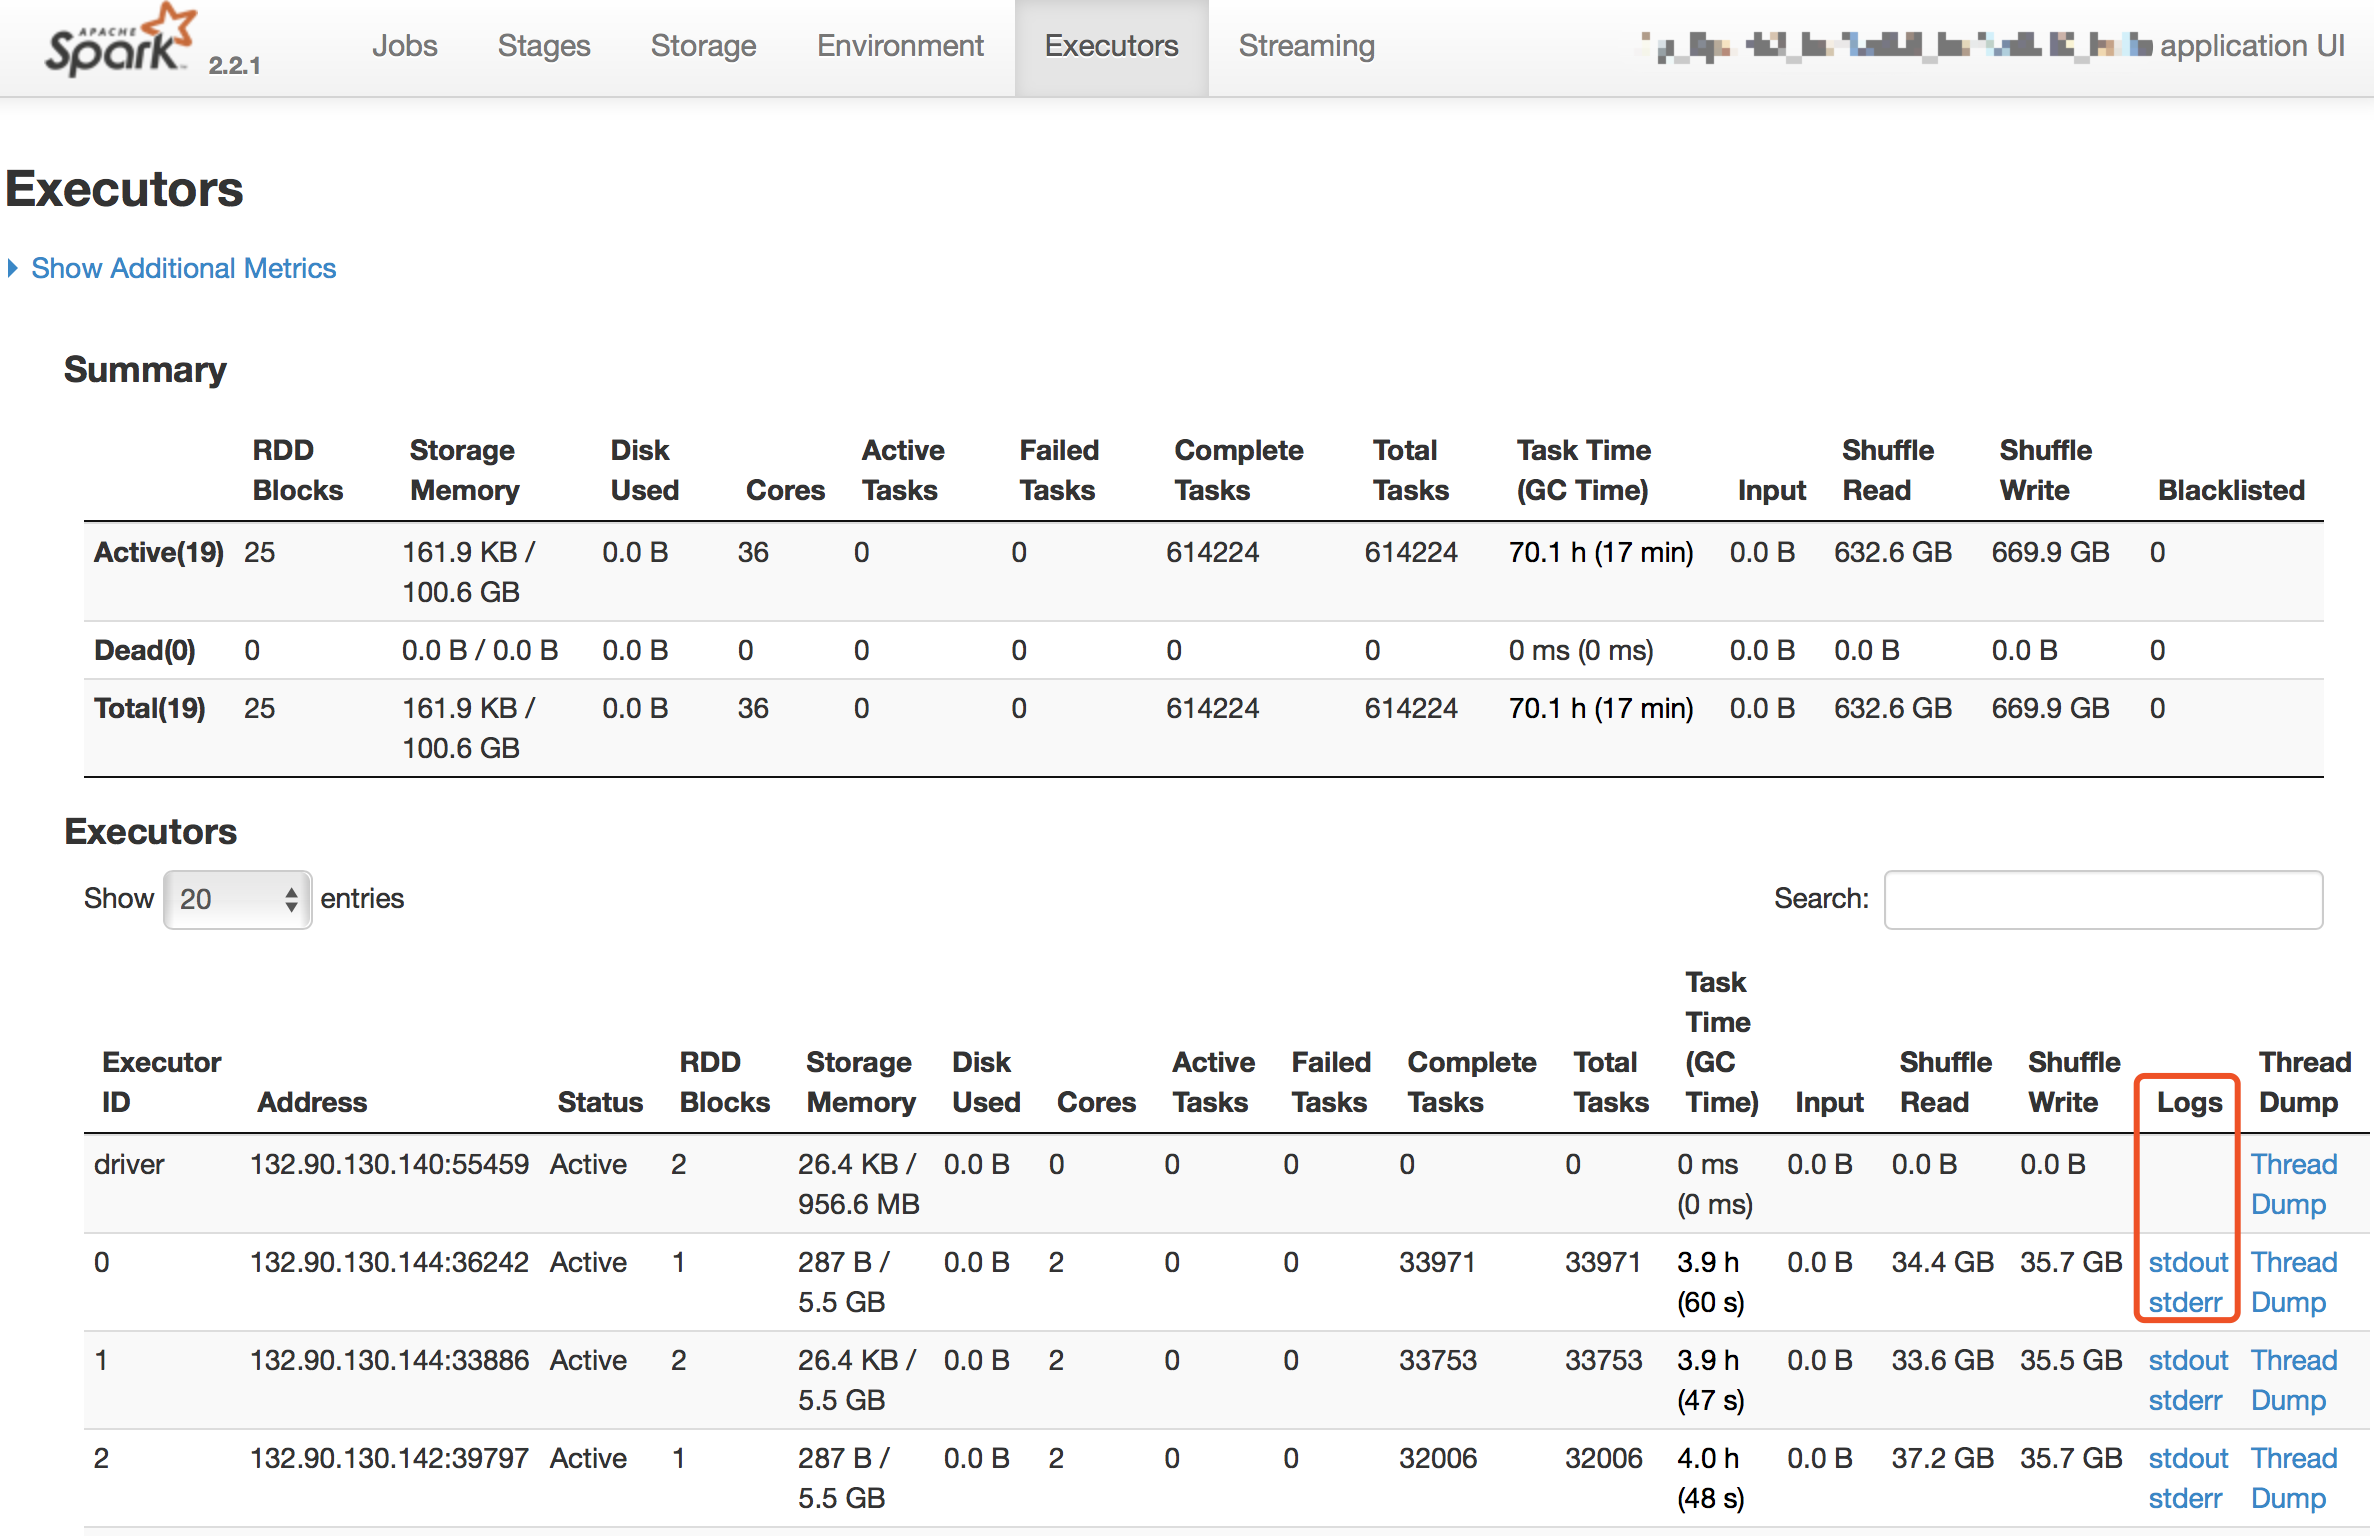 APACHE
Spark 2.2.1 Jobs Stages Storage Environment Executors Streaming application UI
Executors
Show Additional Metrics
Summary
RDD Storage Disk Active Failed Complete Total Task Time Shuffle Shuffle
Blocks Memory Used Cores Tasks Tasks Tasks Tasks (GC Time) Input Read Write Blacklisted
Active(19) 25 161.9 KB / 0.0 B 36 0 0 614224 614224 70.1 h (17 min) 0.0 B 632.6 GB 669.9 GB 0
100.6 GB
Dead(0) 0 0.0 B / 0.0 B 0.0 B 0 0 0 0 0 0 ms (0 ms) 0.0 B 0.0 B 0.0 B 0
Total(19) 25 161.9 KB / 0.0 B 36 0 0 614224 614224 70.1 h (17 min) 0.0 B 632.6 GB 669.9 GB 0
100.6 GB
Executors
Show 20 entries Search:
Task
Time
Executor RDD Storage Disk Active Failed Complete Total (GC Shuffle Shuffle Thread
ID Address Status Blocks Memory Used Cores Tasks Tasks Tasks Tasks Time) Input Read Write Logs Dump
driver 132.90.130.140:55459 Active 2 26.4 KB / 0.0 B 0 0 0 0 0 0 ms 0.0 B 0.0 B 0.0 B Thread
956.6 MB (0 ms) Dump
0 132.90.130.144:36242 Active 1 287 B / 0.0 B 2 0 0 33971 33971 3.9 h 0.0 B 34.4 GB 35.7 GB stdout Thread
5.5 GB (60 s) stderr Dump
1 132.90.130.144:33886 Active 2 26.4 KB / 0.0 B 2 0 0 33753 33753 3.9 h 0.0 B 33.6 GB 35.5 GB stdout Thread
5.5 GB (47 s) stderr Dump
2 132.90.130.142:39797 Active 1 287 B / 0.0 B 2 0 0 32006 32006 4.0 h 0.0 B 37.2 GB 35.7 GB stdout Thread
5.5 GB (48 s) stderr Dump